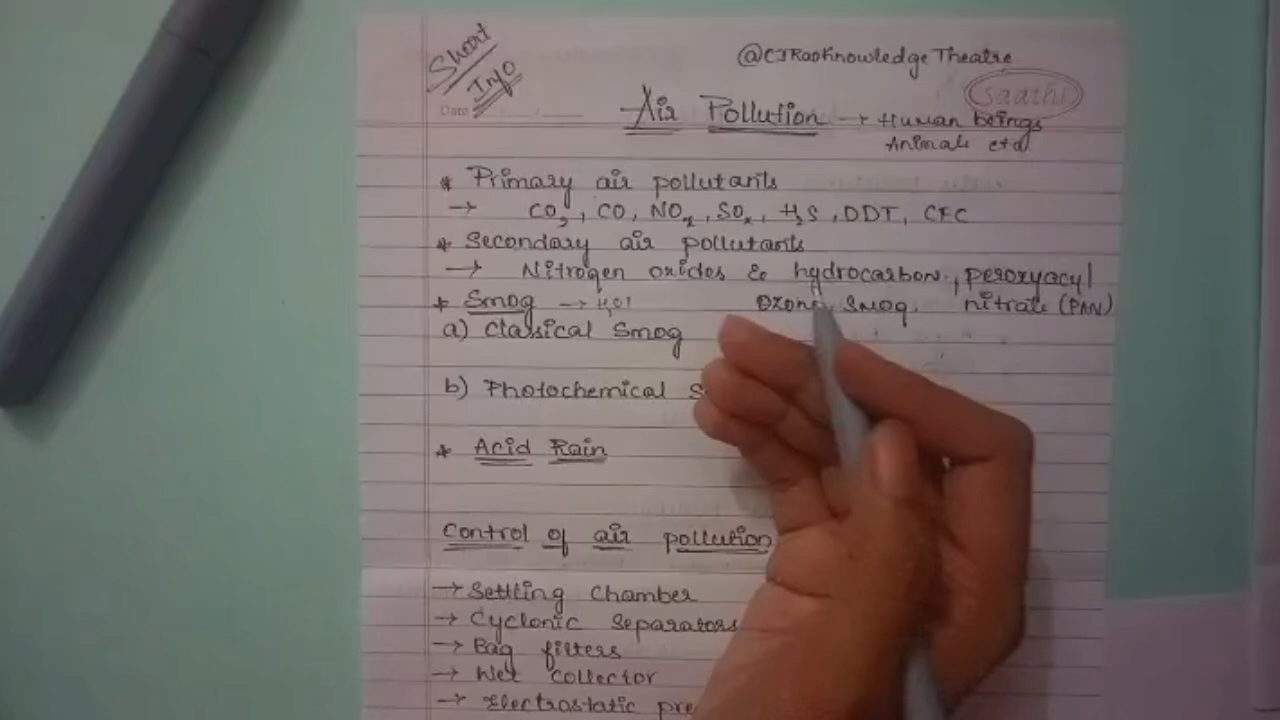 Short
Info
@CJRaoKnowledge Theatre
saathi
Date
Air Pollution → Human beings
Animals etc
* Primary air pollutants
→ CO₂, CO, NOx, SOx, H₂S, DDT, CFC
* Secondary air pollutants
→ Nitrogen oxides & hydrocarbon, peroxyacyl
Ozone, Smog. nitrate (PAN)
* Smog →
a) Classical Smog
b) Photochemical S
* Acid Rain
Control of air pollution
→ Settling Chamber
→ Cyclonic Separators
→ Bag filters
→ Wet collector
→ Electrostatic pre